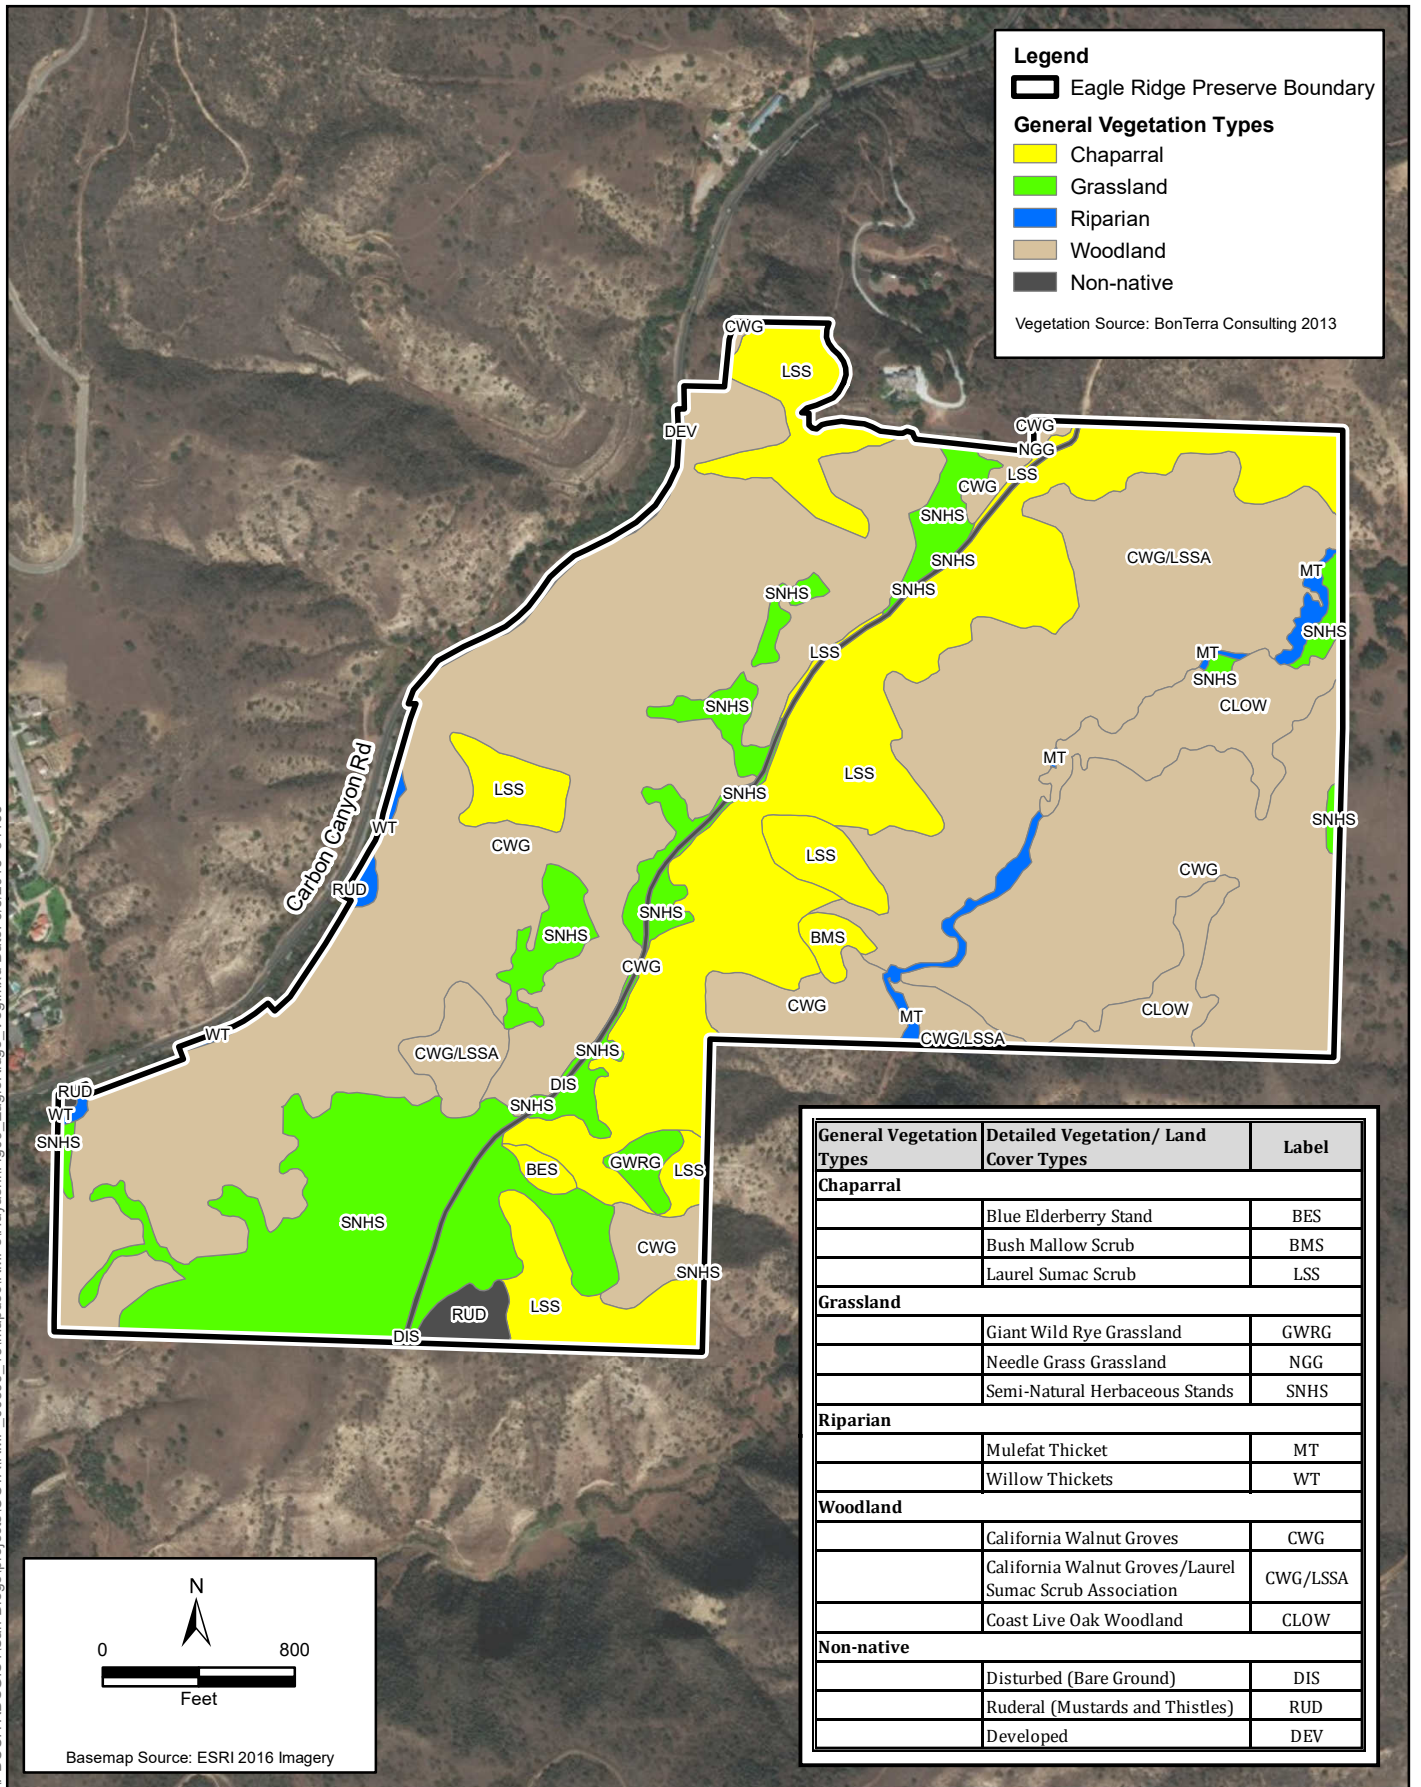 Legend
Eagle Ridge Preserve Boundary
General Vegetation Types
Chaparral
Grassland
Riparian
Woodland
Non-native
Vegetation Source: BonTerra Consulting 2013
CWG
LSS
DEV
CWG
NGG
LSS
CWG
SNHS
SNHS
CWG/LSSA
MT
SNHS
SNHS
SNHS
LSS
MT
SNHS
CLOW
SNHS
MT
LSS
LSS
SNHS
Carbon Canyon Rd
WT
CWG
SNHS
LSS
CWG
RUD
SNHS
SNHS
BMS
CWG
CWG
CLOW
MT
WT
CWG/LSSA
CWG/LSSA
SNHS
DIS
RUD
SNHS
WT
SNHS
GWRG
BES
LSS
SNHS
CWG
SNHS
LSS
RUD
DIS
General Vegetation Types
Detailed Vegetation/ Land Cover Types
Label
Chaparral
Blue Elderberry Stand BES
Bush Mallow Scrub BMS
Laurel Sumac Scrub LSS
Grassland
Giant Wild Rye Grassland GWRG
Needle Grass Grassland NGG
Semi-Natural Herbaceous Stands SNHS
Riparian
Mulefat Thicket MT
Willow Thickets WT
Woodland
California Walnut Groves CWG
California Walnut Groves/Laurel
Sumac Scrub Association CWG/LSSA
Coast Live Oak Woodland CLOW
Non-native
Disturbed (Bare Ground) DIS
Ruderal (Mustards and Thistles) RUD
Developed DEV
N
0 800
Feet
Basemap Source: ESRI 2016 Imagery